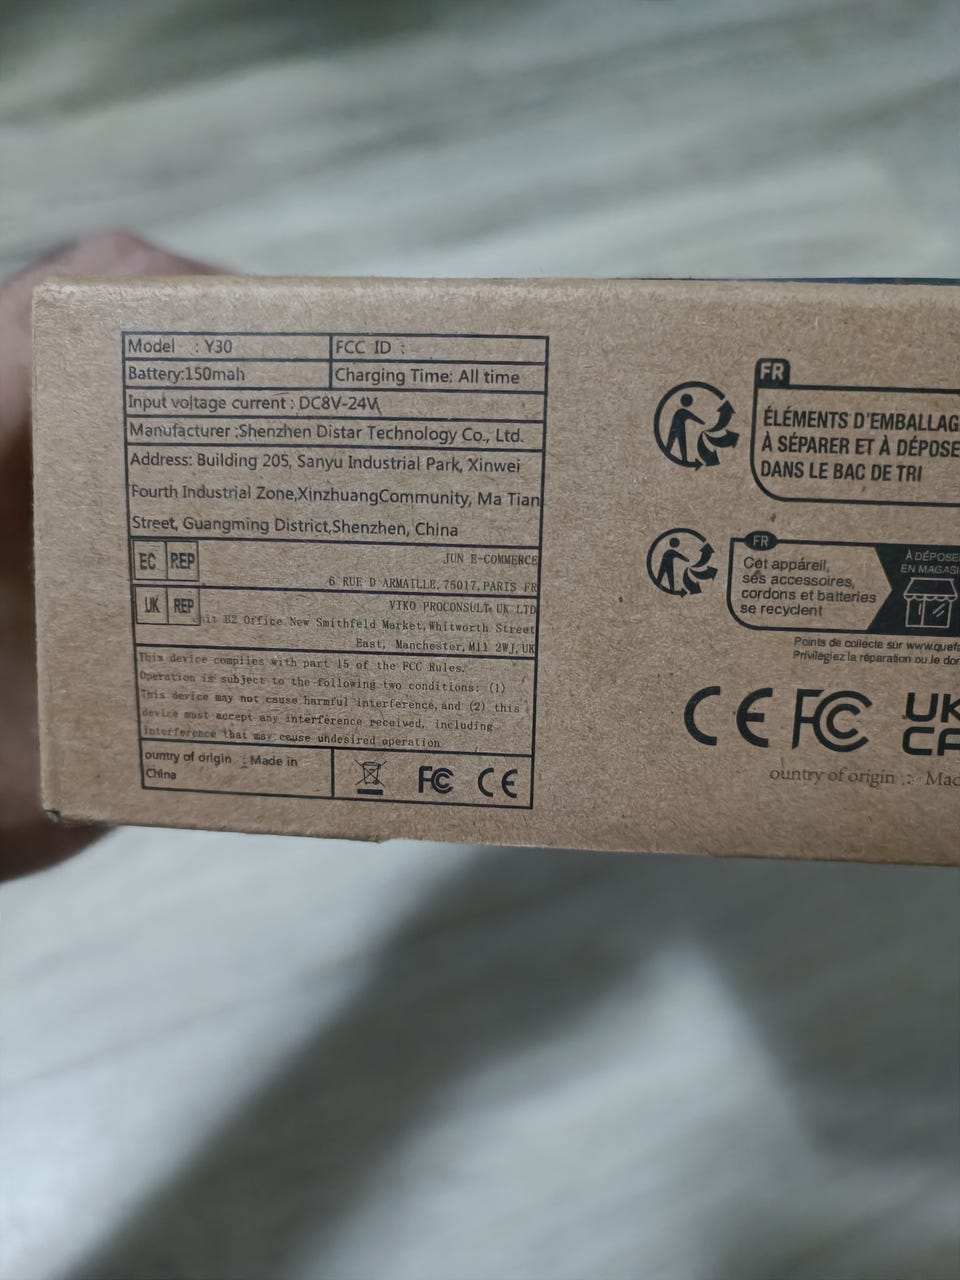 Model : Y30
FCC ID :
Battery:150mah
Charging Time: All time
Input voltage current : DC8V-24V
Manufacturer :Shenzhen Distar Technology Co., Ltd.
Address: Building 205, Sanyu Industrial Park, Xinwei
Fourth Industrial Zone,XinzhuangCommunity, Ma Tian
Street, Guangming District,Shenzhen, China
EC REP
JUN E-COMMERCE
6 RUE D ARMAILLE, 75017, PARIS FR
UK REP
VIKO PROCONSULT UK LTD
nit B2 Office New Smithfield Market,Whitworth Street
East, Manchester,M11 2WJ,UK
This device complies with part 15 of the FCC Rules.
Operation is subject to the following two conditions: (1)
This device may not cause harmful interference,and (2) this
device must accept any interference received, including
interference that may cause undesired operation
ountry of origin : Made in
China
FC CE
FR
ÉLÉMENTS D'EMBALLAG
À SÉPARER ET À DÉPOSE
DANS LE BAC DE TRI
FR
Cet appareil,
ses accessoires,
cordons et batteries
se recyclent
À DÉPOSE
EN MAGASI
Points de collecte sur www.quefa
Privilégiez la réparation ou le don
CE FC UK
CA
ountry of origin : Mad